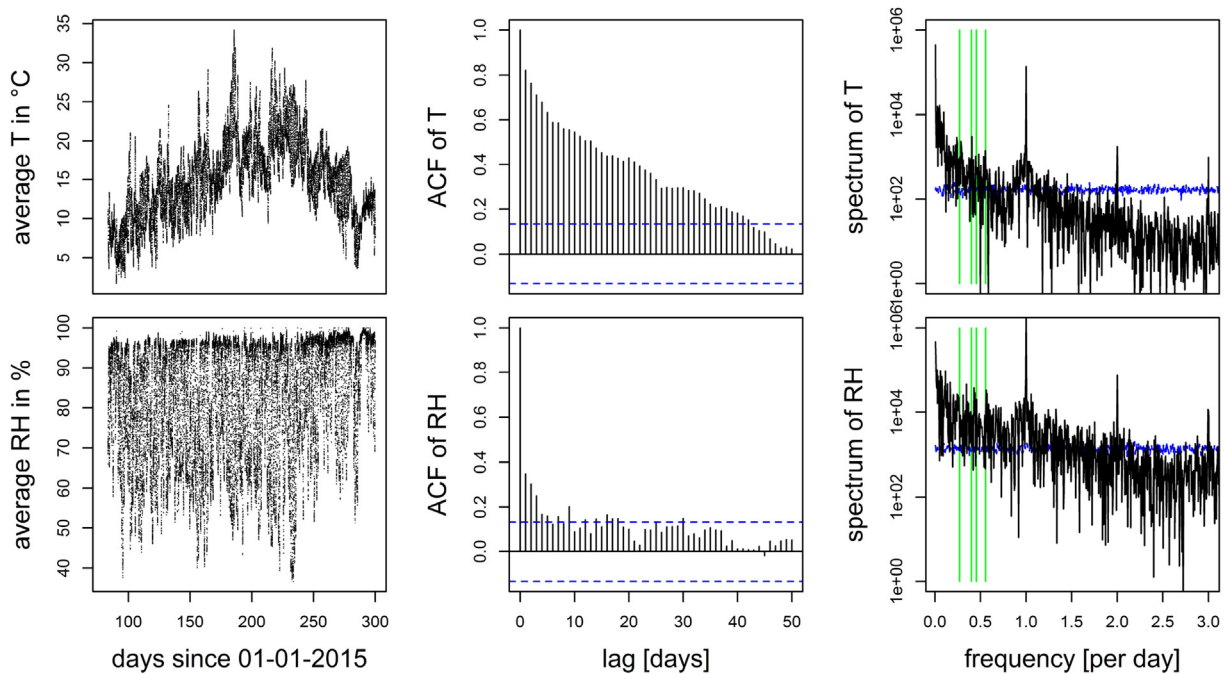 average T in °C
35
30
25
20
15
10
5
ACF of T
1.0
0.8
0.6
0.4
0.2
0.0
spectrum of T
1e+06
1e+04
1e+02
1e+00
average RH in %
100
90
80
70
60
50
40
100
150
200
250
300
days since 01-01-2015
ACF of RH
1.0
0.8
0.6
0.4
0.2
0.0
0
10
20
30
40
50
lag [days]
spectrum of RH
1e+06
1e+04
1e+02
1e+00
0.0
0.5
1.0
1.5
2.0
2.5
3.0
frequency [per day]